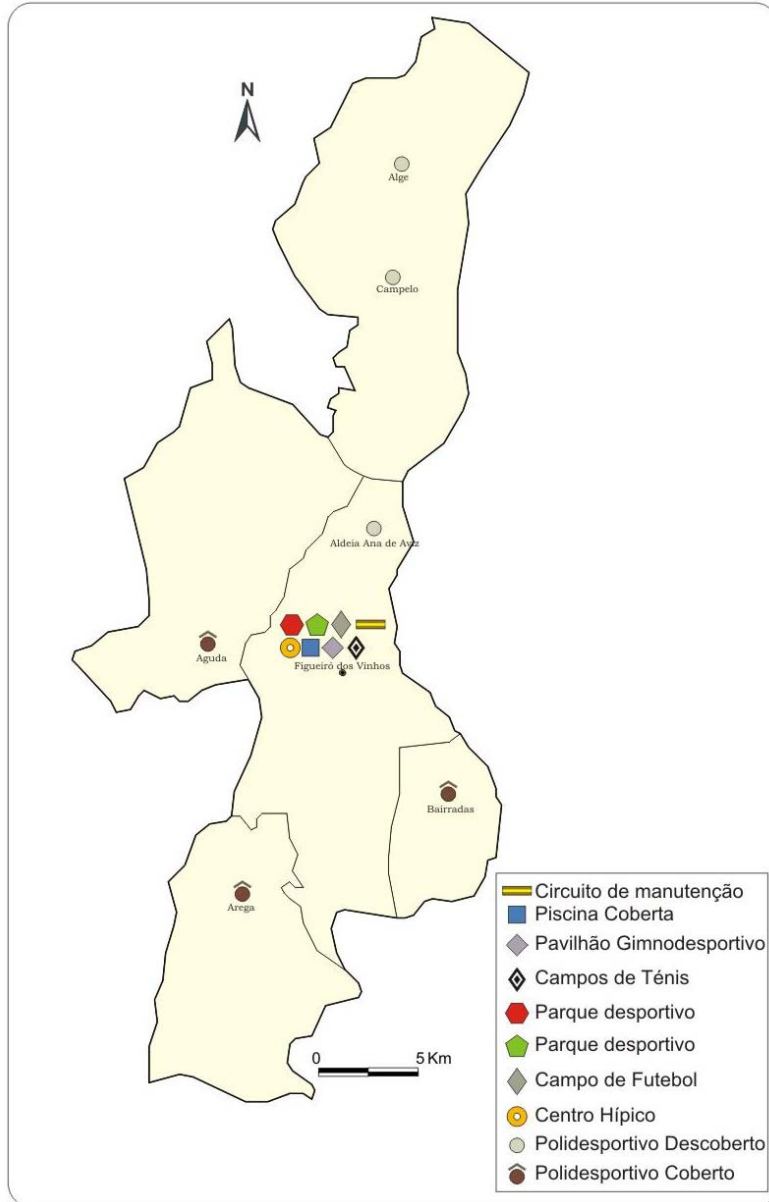 N
Alge
Campelo
Aldeia Ana de Aviz
Aguda
Figueiró dos Vinhos
Bairradas
Arega
0 5 Km
Circuito de manutenção
Piscina Coberta
Pavilhão Gimnodesportivo
Campos de Ténis
Parque desportivo
Parque desportivo
Campo de Futebol
Centro Hípico
Polidesportivo Descoberto
Polidesportivo Coberto